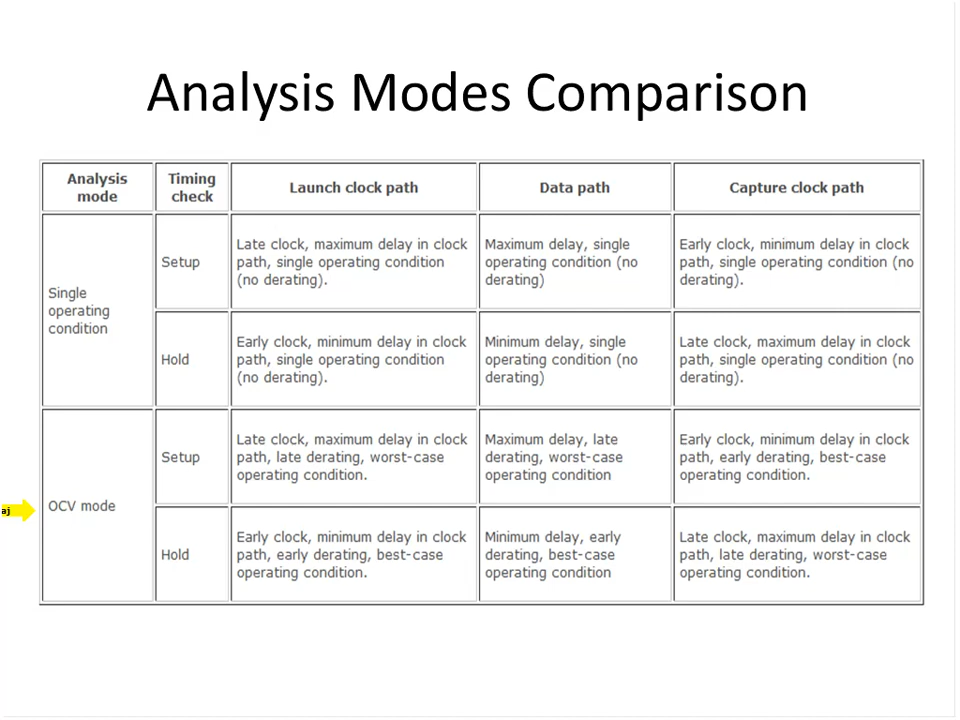 Analysis Modes Comparison
Analysis
mode
Timing
check
Launch clock path
Data path
Capture clock path
Single
operating
condition
Setup
Late clock, maximum delay in clock
path, single operating condition
(no derating).
Maximum delay, single
operating condition (no
derating)
Early clock, minimum delay in clock
path, single operating condition (no
derating).
Hold
Early clock, minimum delay in clock
path, single operating condition
(no derating).
Minimum delay, single
operating condition (no
derating)
Late clock, maximum delay in clock
path, single operating condition (no
derating).
OCV mode
Setup
Late clock, maximum delay in clock
path, late derating, worst-case
operating condition.
Maximum delay, late
derating, worst-case
operating condition
Early clock, minimum delay in clock
path, early derating, best-case
operating condition.
aj
Hold
Early clock, minimum delay in clock
path, early derating, best-case
operating condition.
Minimum delay, early
derating, best-case
operating condition
Late clock, maximum delay in clock
path, late derating, worst-case
operating condition.